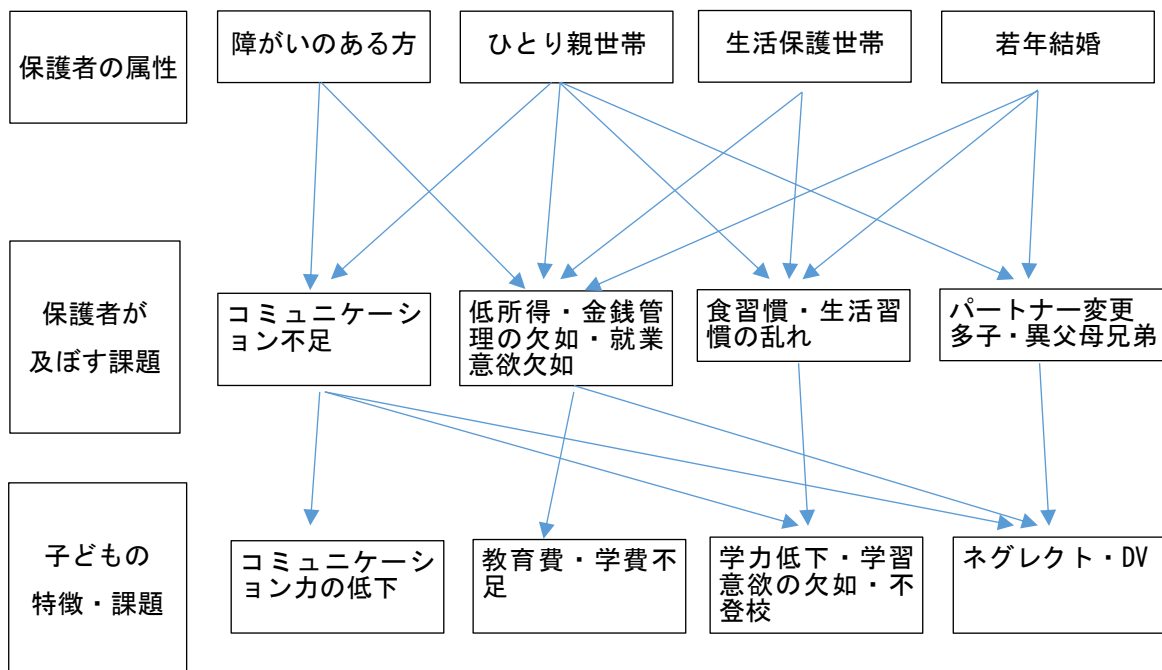 保護者の属性
障がいのある方
ひとり親世帯
生活保護世帯
若年結婚
保護者が
及ぼす課題
コミュニケーシ
ョン不足
低所得・金銭管
理の欠如・就業
意欲欠如
食習慣・生活習
慣の乱れ
パートナー変更
多子・異父母兄弟
子どもの
特徴・課題
コミュニケーシ
ョン力の低下
教育費・学費不
足
学力低下・学習
意欲の欠如・不
登校
ネグレクト・DV